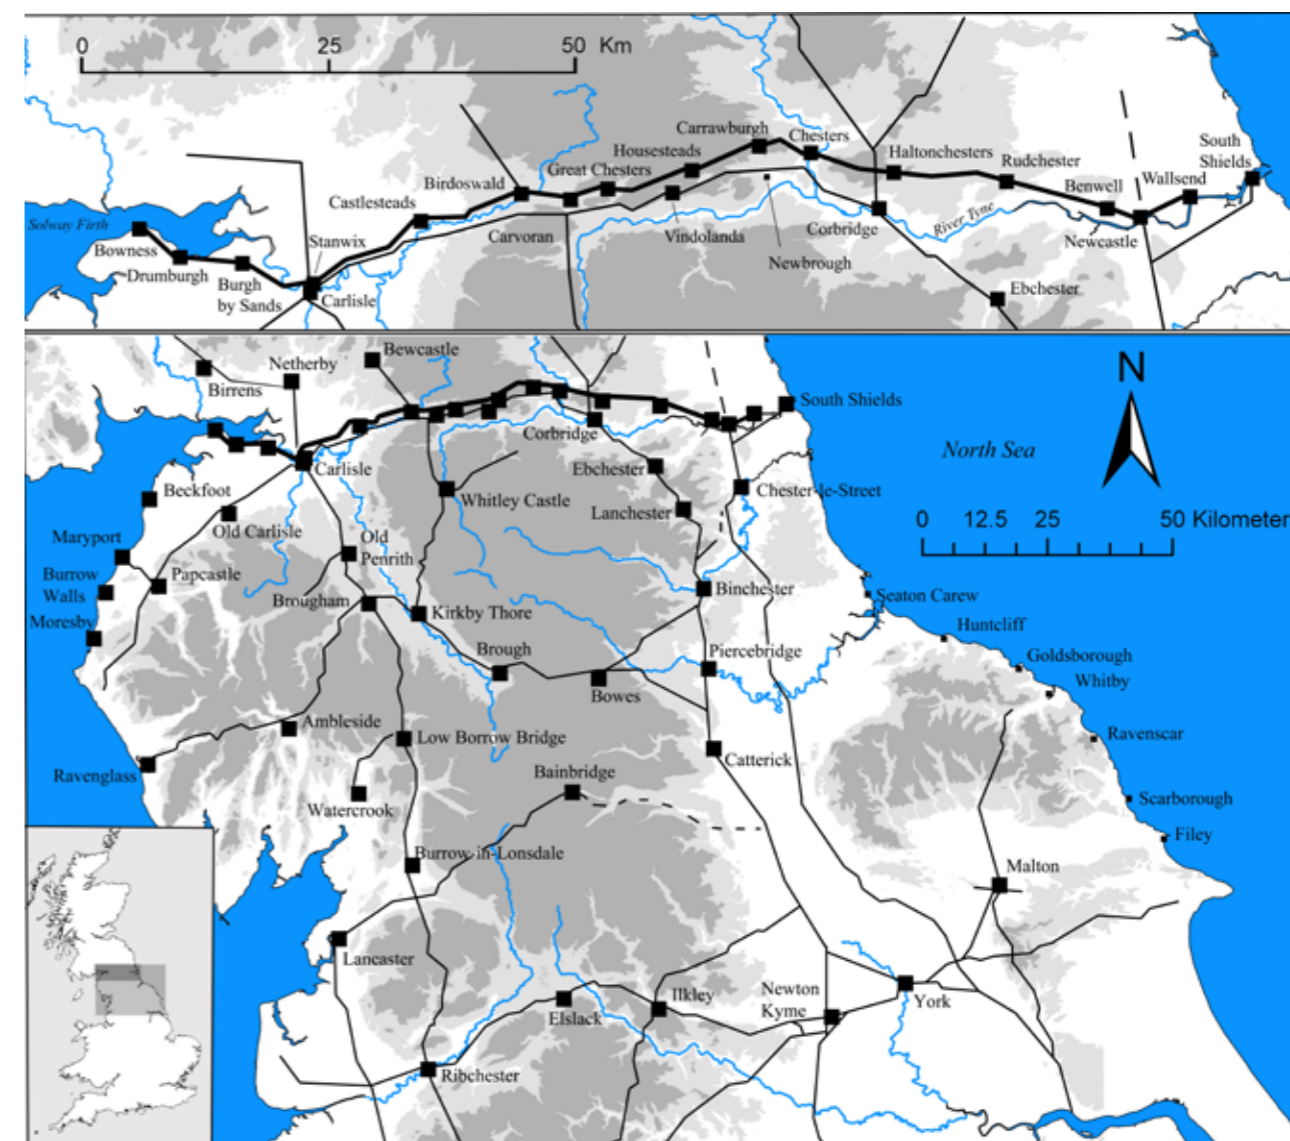 0 25 50 Km
Carrawburgh
Chesters
Housesteads
Haltonchesters
South
Shields
Great Chesters
Rudchester
Birdoswald
Benwell
Wallsend
Castlesteads
Solway Firth
Stanwix
Carvoran
Vindolanda
Corbridge
River Tyne
Newcastle
Bowness
Drumburgh
Newbrough
Burgh
by Sands
Carlisle
Ebchester
Bewcastle
Netherby
Birrens
N
South Shields
Corbridge
North Sea
Carlisle
Ebchester
Beckfoot
Whitley Castle
Chester-le-Street
Lanchester
0 12.5 25 50 Kilometer
Old Carlisle
Maryport
Old
Penrith
Burrow
Walls
Papcastle
Brougham
Binchester
Seaton Carew
Moresby
Kirkby Thore
Huntcliff
Brough
Piercebridge
Goldsborough
Bowes
Whitby
Ambleside
Low Borrow Bridge
Ravenscar
Catterick
Ravenglass
Bainbridge
Watercrook
Scarborough
Filey
Burrow-in-Lonsdale
Malton
Lancaster
Newton
Kyme
Ilkley
York
Elslack
Ribchester